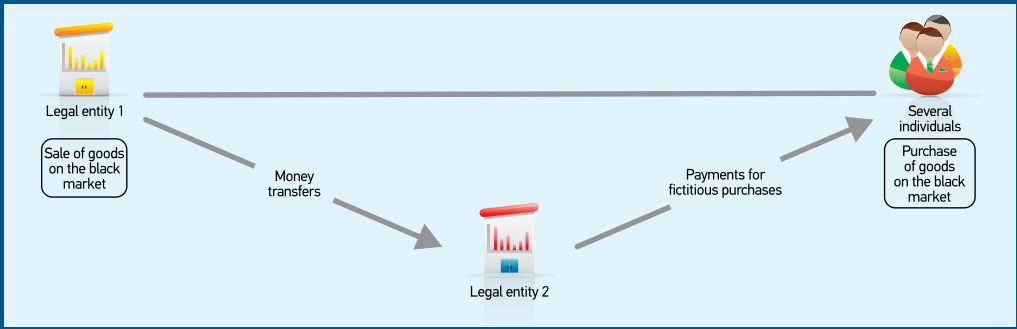 Legal entity 1
Sale of goods
on the black
market
Money
transfers
Legal entity 2
Payments for
fictitious purchases
Several
individuals
Purchase
of goods
on the black
market